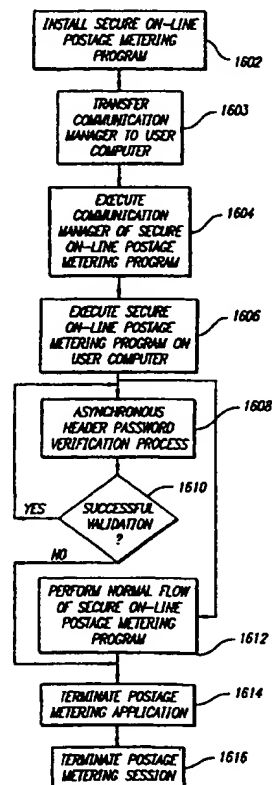 INSTALL SECURE ON-LINE
POSTAGE METERING
PROGRAM
1602
TRANSFER
COMMUNICATION
MANAGER TO USER
COMPUTER
1603
EXECUTE
COMMUNICATION
MANAGER OF SECURE
ON-LINE POSTAGE
METERING PROGRAM
1604
EXECUTE SECURE
ON-LINE POSTAGE
METERING PROGRAM ON
USER COMPUTER
1606
ASYNCHRONOUS
HEADER PASSWORD
VERIFICATION PROCESS
1608
1610
YES
SUCCESSFUL
VALIDATION
?
NO
PERFORM NORMAL FLOW
OF SECURE ON-LINE
POSTAGE METERING
PROGRAM
1612
TERMINATE POSTAGE
METERING APPLICATION
1614
TERMINATE POSTAGE
METERING SESSION
1616